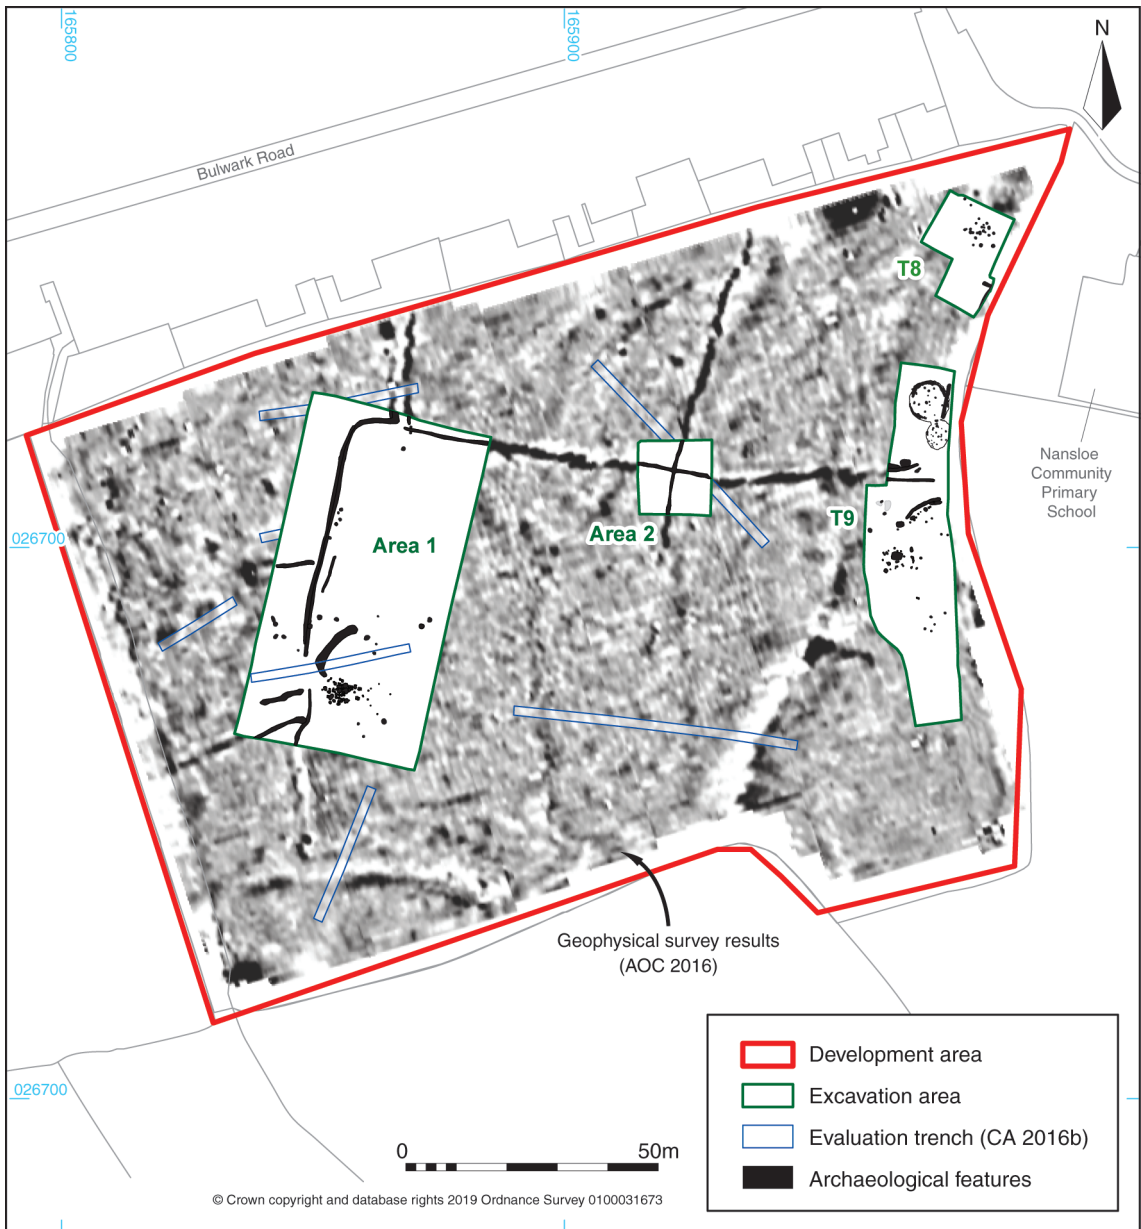 165800
165900
N
Bulwark Road
T8
Nansloe
Community
Primary
School
T9
Area 2
Area 1
026700
Geophysical survey results
(AOC 2016)
Development area
026700
Excavation area
Evaluation trench (CA 2016b)
0 50m
Archaeological features
© Crown copyright and database rights 2019 Ordnance Survey 0100031673